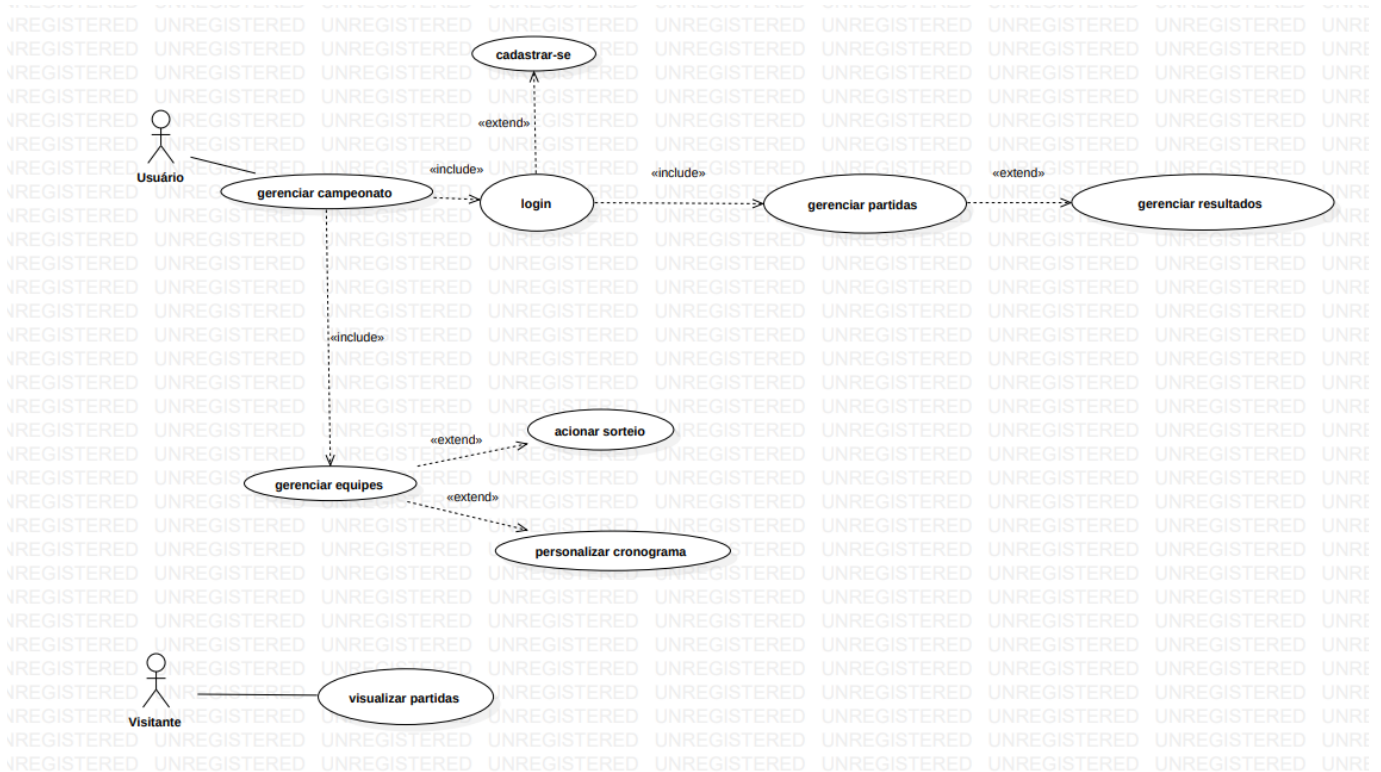 cadastrar-se
«extend»
Usuário
gerenciar campeonato
«include»
login
«include»
gerenciar partidas
«extend»
gerenciar resultados
«include»
acionar sorteio
«extend»
gerenciar equipes
«extend»
personalizar cronograma
Visitante
visualizar partidas
UNREGISTERED